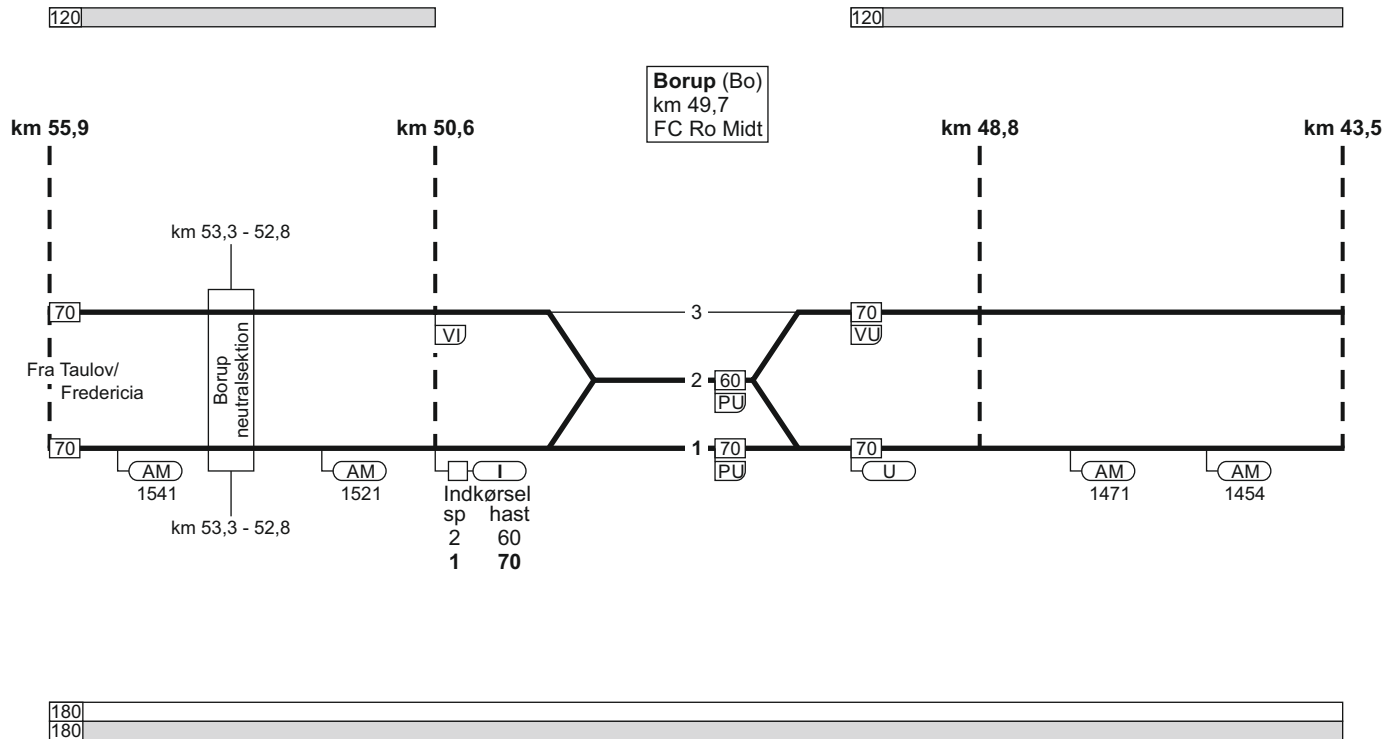 120
120
Borup (Bo)
km 49,7
FC Ro Midt
km 55,9
km 50,6
km 48,8
km 43,5
km 53,3 - 52,8
70
3
70
VI
VU
Borup
neutralsektion
Fra Taulov/
Fredericia
2
60
PU
70
1
70
70
AM
AM
I
PU
U
AM
AM
1541
1521
1471
1454
Indkørsel
sp hast
2 60
1 70
km 53,3 - 52,8
180
180